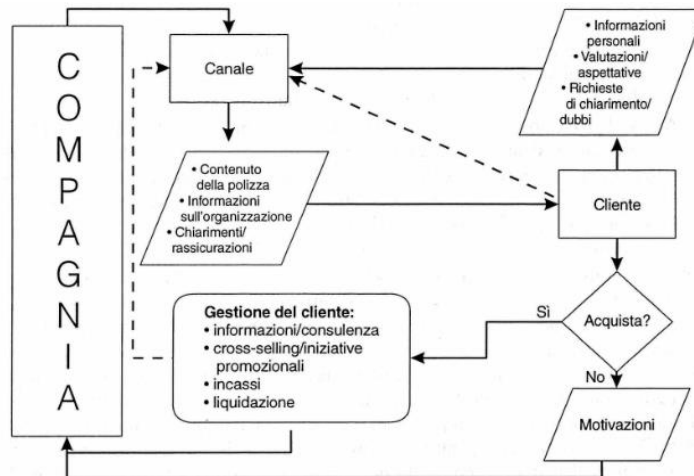 COMPAGNIA
Canale
• Informazioni
personali
• Valutazioni/
aspettative
• Richieste
di chiarimento/
dubbi
• Contenuto
della polizza
• Informazioni
sull'organizzazione
• Chiarimenti/
rassicurazioni
Cliente
Gestione del cliente:
• informazioni/consulenza
• cross-selling/iniziative
promozionali
• incassi
• liquidazione
Sì
Acquista?
No
Motivazioni